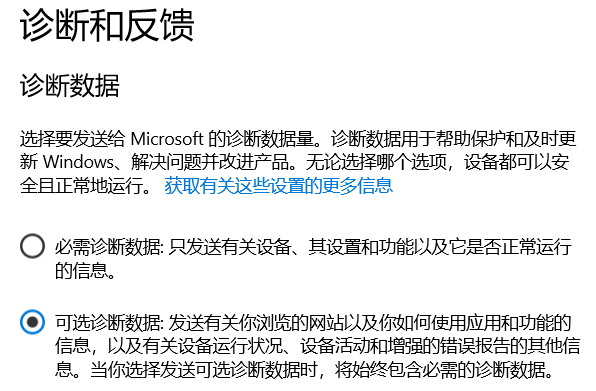 诊断和反馈
诊断数据
选择要发送给 Microsoft 的诊断数据量。诊断数据用于帮助保护和及时更
新 Windows、解决问题并改进产品。无论选择哪个选项，设备都可以安
全且正常地运行。 获取有关这些设置的更多信息
必需诊断数据: 只发送有关设备、其设置和功能以及它是否正常运行
的信息。
可选诊断数据: 发送有关你浏览的网站以及你如何使用应用和功能的
信息，以及有关设备运行状况、设备活动和增强的错误报告的其他信
息。当你选择发送可选诊断数据时，将始终包含必需的诊断数据。